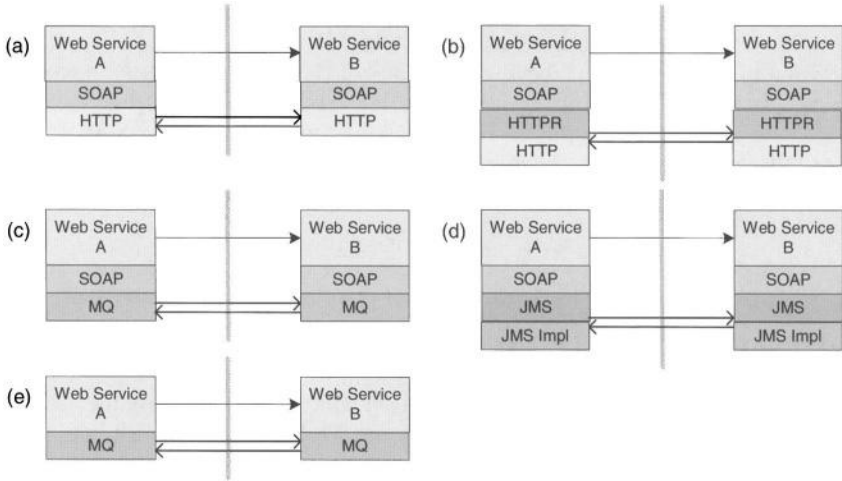 (a)
Web Service
A
SOAP
HTTP
Web Service
B
SOAP
HTTP
(b)
Web Service
A
SOAP
HTTPR
HTTP
Web Service
B
SOAP
HTTPR
HTTP
(c)
Web Service
A
SOAP
MQ
Web Service
B
SOAP
MQ
(d)
Web Service
A
SOAP
JMS
JMS Impl
Web Service
B
SOAP
JMS
JMS Impl
(e)
Web Service
A
MQ
Web Service
B
MQ